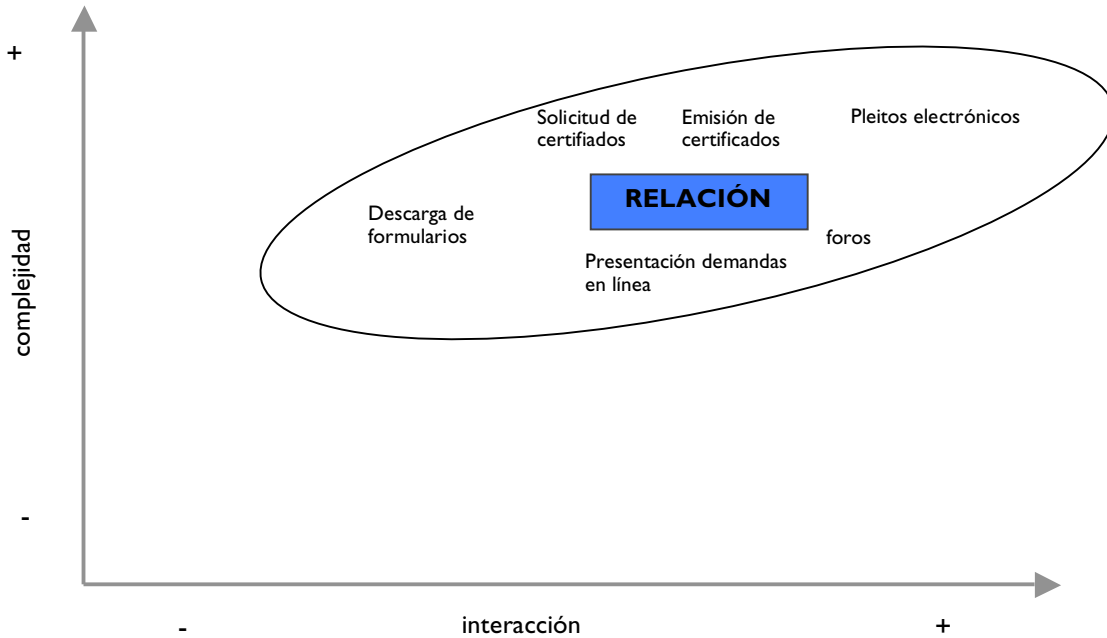 +
Solicitud de
certifiados
Emisión de
certificados
Pleitos electrónicos
RELACIÓN
Descarga de
formularios
foros
Presentación demandas
en línea
complejidad
-
-
interacción
+